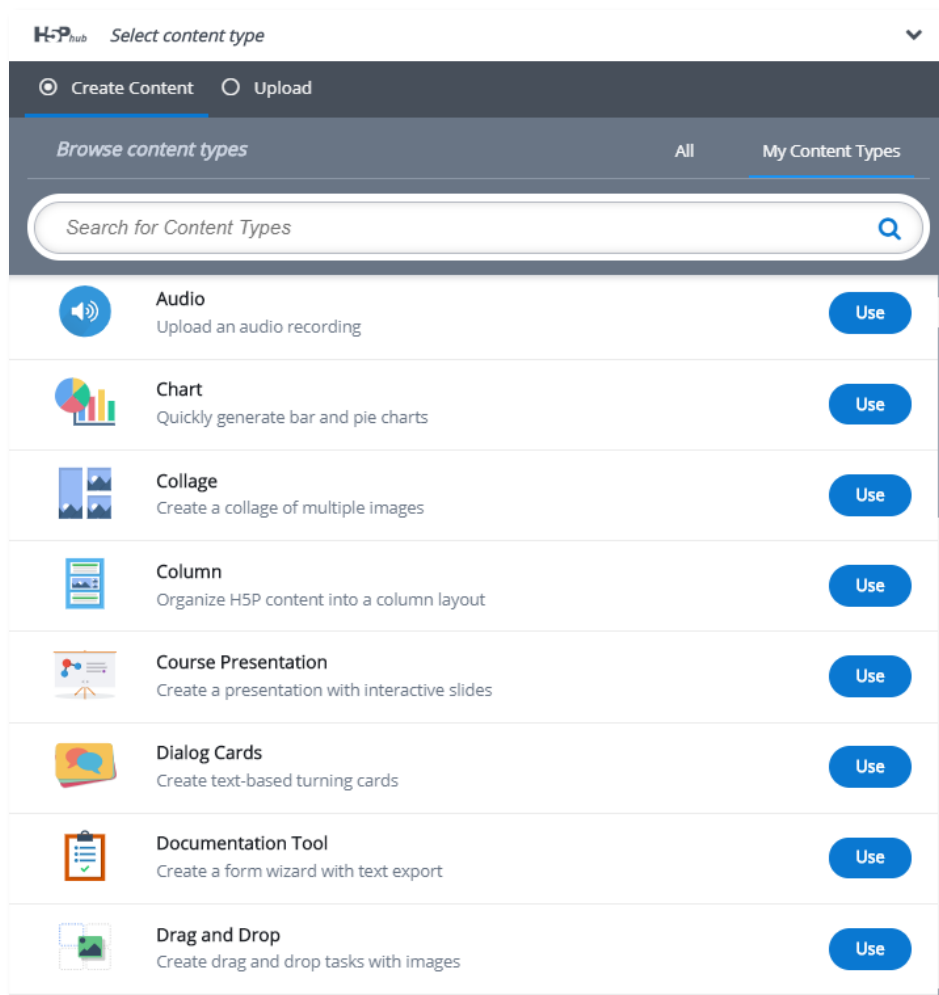 H5Phub Select content type
Create Content Upload
Browse content types All My Content Types
Search for Content Types
Audio
Upload an audio recording
Use
Chart
Quickly generate bar and pie charts
Use
Collage
Create a collage of multiple images
Use
Column
Organize H5P content into a column layout
Use
Course Presentation
Create a presentation with interactive slides
Use
Dialog Cards
Create text-based turning cards
Use
Documentation Tool
Create a form wizard with text export
Use
Drag and Drop
Create drag and drop tasks with images
Use